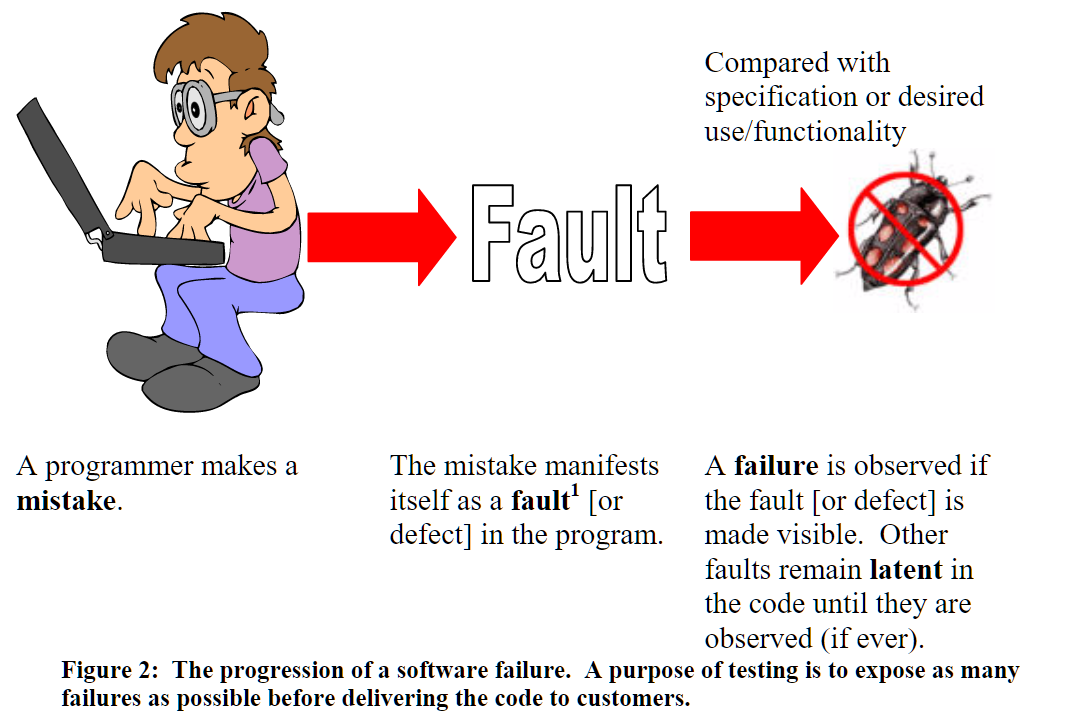 Compared with
specification or desired
use/functionality
Fault
A programmer makes a
mistake.
The mistake manifests
itself as a fault¹ [or
defect] in the program.
A failure is observed if
the fault [or defect] is
made visible.  Other
faults remain latent in
the code until they are
observed (if ever).
Figure 2:  The progression of a software failure.  A purpose of testing is to expose as many
failures as possible before delivering the code to customers.